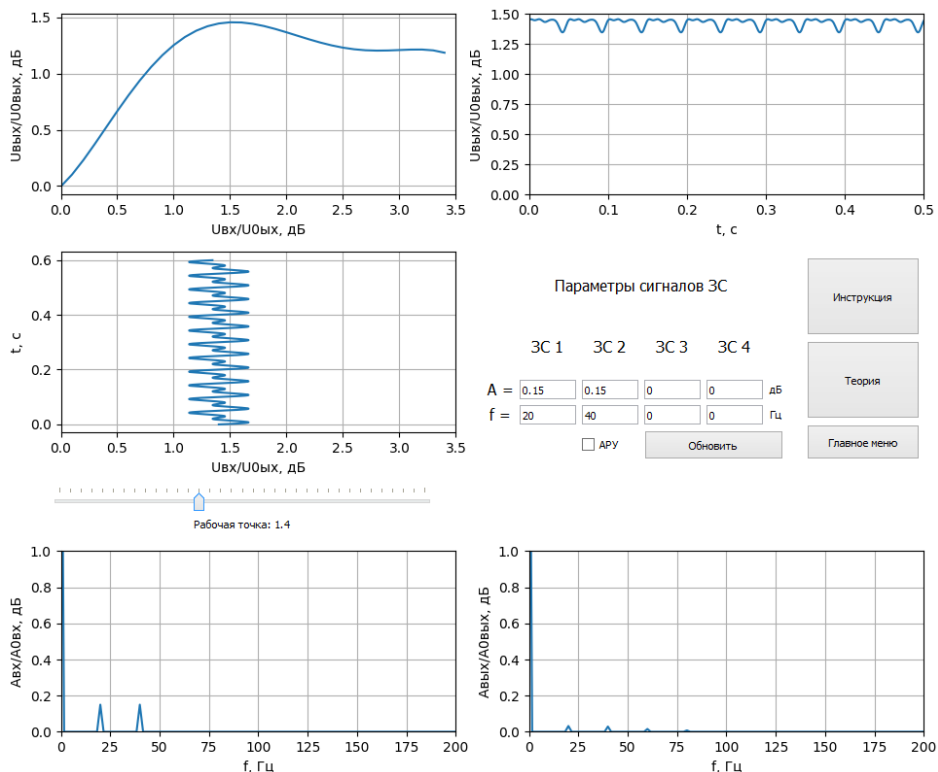 Uвых/U0вых, дБ
1.5
1.0
0.5
0.0
0.0 0.5 1.0 1.5 2.0 2.5 3.0 3.5
Uвх/U0ых, дБ
Uвых/U0вых, дБ
1.50
1.25
1.00
0.75
0.50
0.25
0.00
0.0 0.1 0.2 0.3 0.4 0.5
t, с
t, с
0.6
0.4
0.2
0.0
0.0 0.5 1.0 1.5 2.0 2.5 3.0 3.5
Uвх/U0ых, дБ
Рабочая точка: 1.4
Параметры сигналов ЗС
ЗС 1 ЗС 2 ЗС 3 ЗС 4
A = 0.15 0.15 0 0 дБ
f = 20 40 0 0 Гц
АРУ Обновить
Инструкция
Теория
Главное меню
Aвх/A0вх, дБ
1.0
0.8
0.6
0.4
0.2
0.0
0 25 50 75 100 125 150 175 200
f, Гц
Aвых/A0вых, дБ
1.0
0.8
0.6
0.4
0.2
0.0
0 25 50 75 100 125 150 175 200
f, Гц